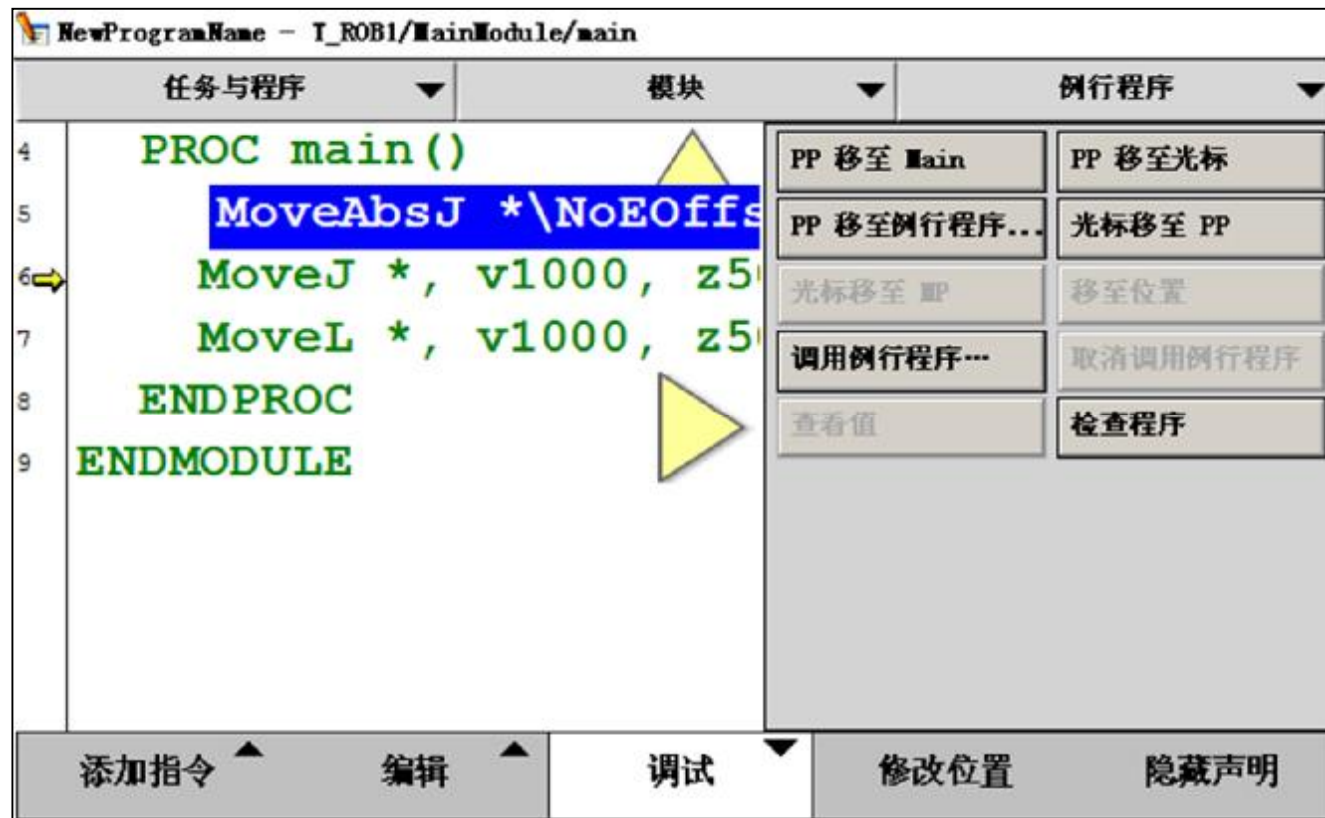 NewProgramName - T_ROB1/MainModule/main
任务与程序 模块 例行程序
4 PROC main()
5 MoveAbsJ *\NoEOffs
6 MoveJ *, v1000, z5
7 MoveL *, v1000, z5
8 ENDPROC
9 ENDMODULE
PP 移至 Main PP 移至光标
PP 移至例行程序... 光标移至 PP
光标移至 MP 移至位置
调用例行程序… 取消调用例行程序
查看值 检查程序
添加指令 编辑 调试 修改位置 隐藏声明